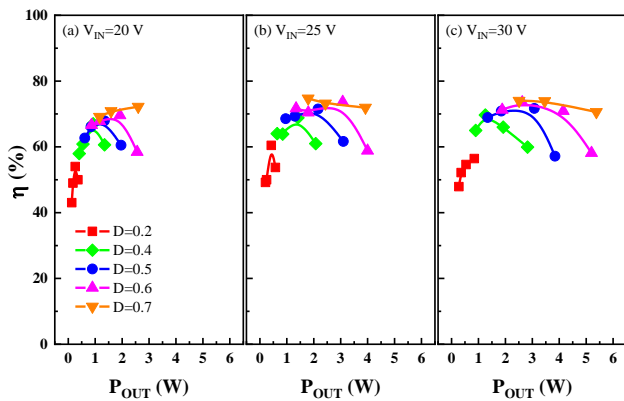 (a) V_IN=20 V
(b) V_IN=25 V
(c) V_IN=30 V
η (%)
100
80
60
40
20
0
D=0.2
D=0.4
D=0.5
D=0.6
D=0.7
0 1 2 3 4 5 6
0 1 2 3 4 5 6
0 1 2 3 4 5 6
P_OUT (W)
P_OUT (W)
P_OUT (W)